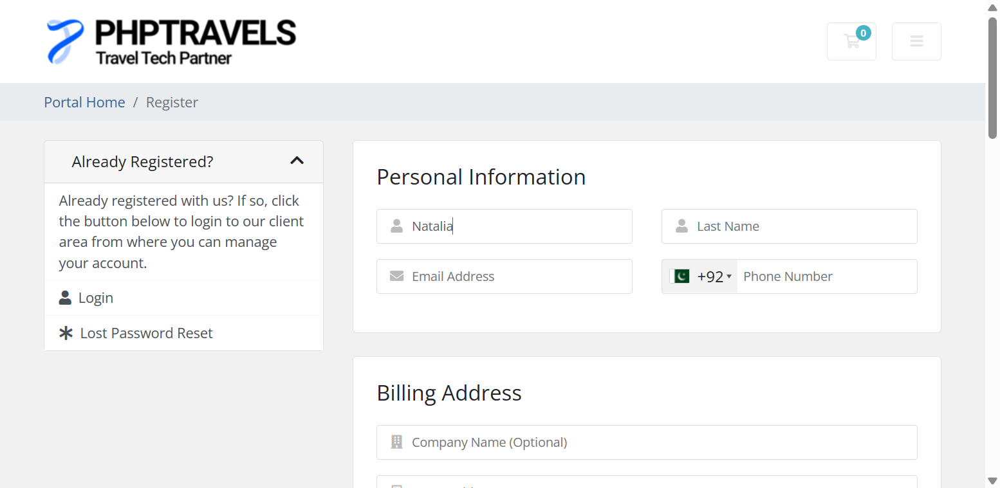 PHPTRAVELS
Travel Tech Partner
0
Portal Home / Register
Already Registered?
Already registered with us? If so, click
the button below to login to our client
area from where you can manage
your account.
Login
Lost Password Reset
Personal Information
Natalia
Last Name
Email Address
+92
Phone Number
Billing Address
Company Name (Optional)